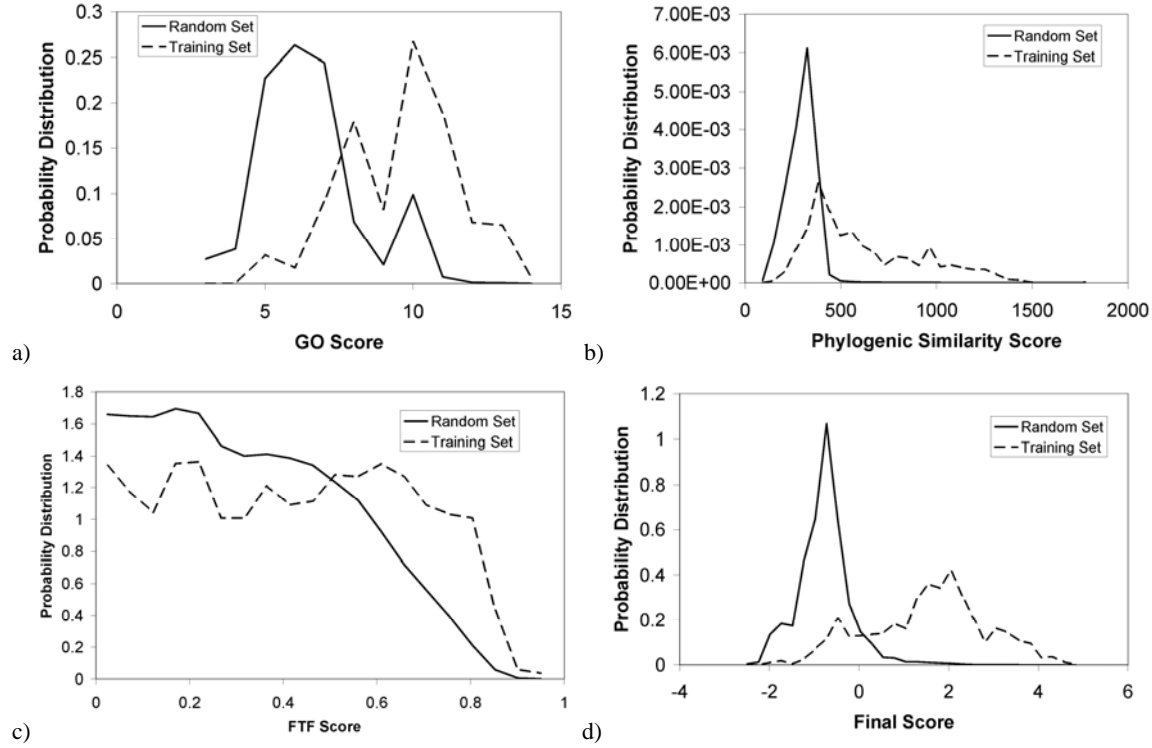 0.3
0.25
0.2
0.15
0.1
0.05
0
Probability Distribution
Random Set
Training Set
0 5 10 15
GO Score
a)
7.00E-03
6.00E-03
5.00E-03
4.00E-03
3.00E-03
2.00E-03
1.00E-03
0.00E+00
Probability Distribution
Random Set
Training Set
0 500 1000 1500 2000
Phylogenic Similarity Score
b)
1.8
1.6
1.4
1.2
1
0.8
0.6
0.4
0.2
0
Probability Distribution
Random Set
Training Set
0 0.2 0.4 0.6 0.8 1
FTF Score
c)
1.2
1
0.8
0.6
0.4
0.2
0
Probability Distribution
Random Set
Training Set
-4 -2 0 2 4 6
Final Score
d)